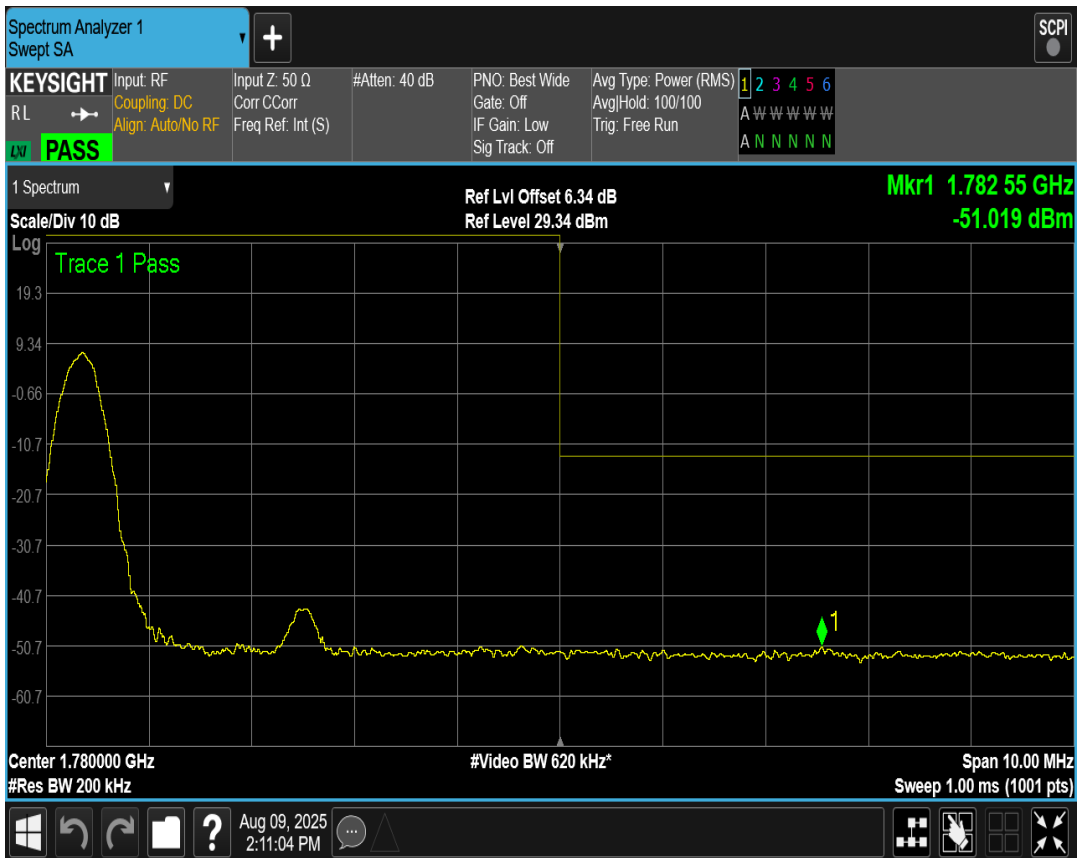 Spectrum Analyzer 1
Swept SA
SCPI
KEYSIGHT
RL
LXI PASS
Input: RF
Coupling: DC
Align: Auto/No RF
Input Z: 50 Ω
Corr CCorr
Freq Ref: Int (S)
#Atten: 40 dB
PNO: Best Wide
Gate: Off
IF Gain: Low
Sig Track: Off
Avg Type: Power (RMS)
Avg|Hold: 100/100
Trig: Free Run
1 2 3 4 5 6
A W W W W W
A N N N N N
1 Spectrum
Scale/Div 10 dB
Ref Lvl Offset 6.34 dB
Ref Level 29.34 dBm
Mkr1 1.782 55 GHz
-51.019 dBm
Log
Trace 1 Pass
19.3
9.34
-0.66
-10.7
-20.7
-30.7
-40.7
1
-50.7
-60.7
Center 1.780000 GHz
#Res BW 200 kHz
#Video BW 620 kHz*
Span 10.00 MHz
Sweep 1.00 ms (1001 pts)
?
Aug 09, 2025
2:11:04 PM